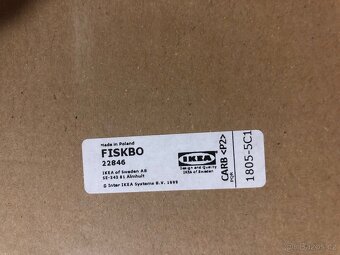 Made in Poland
FISKBO
22846
IKEA of Sweden AB
SE-343 81 Älmhult
© Inter IKEA Systems B.V. 1999
IKEA
Design and Quality
IKEA of Sweden
CARB <P2>
1805-5C1